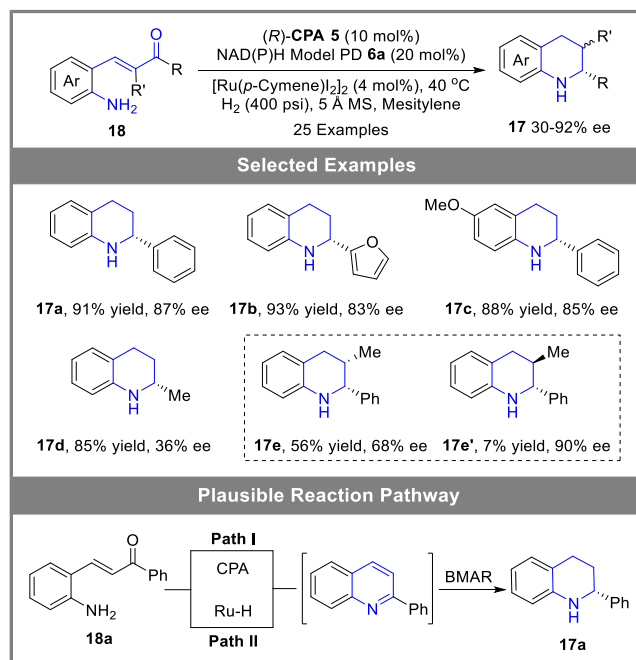 (R)-CPA 5 (10 mol%)
NAD(P)H Model PD 6a (20 mol%)
[Ru(p-Cymene)I2]2 (4 mol%), 40 oC
H2 (400 psi), 5 Å MS, Mesitylene
25 Examples
Ar
O
R
R'
NH2
18
Ar
R'
N
H
R
17 30-92% ee
Selected Examples
N
H
17a, 91% yield, 87% ee
N
H
O
17b, 93% yield, 83% ee
MeO
N
H
17c, 88% yield, 85% ee
N
H
Me
17d, 85% yield, 36% ee
Me
N
H
Ph
17e, 56% yield, 68% ee
Me
N
H
Ph
17e', 7% yield, 90% ee
Plausible Reaction Pathway
O
Ph
NH2
18a
Path I
CPA
Ru-H
Path II
N
Ph
BMAR
N
H
Ph
17a